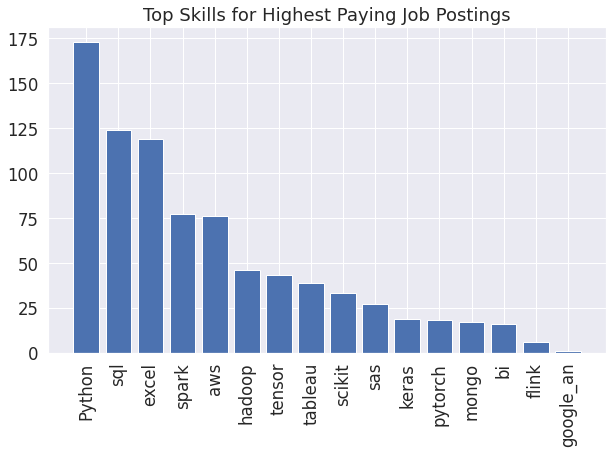 Top Skills for Highest Paying Job Postings
175
150
125
100
75
50
25
0
Python
sql
excel
spark
aws
hadoop
tensor
tableau
scikit
sas
keras
pytorch
mongo
bi
flink
google_an